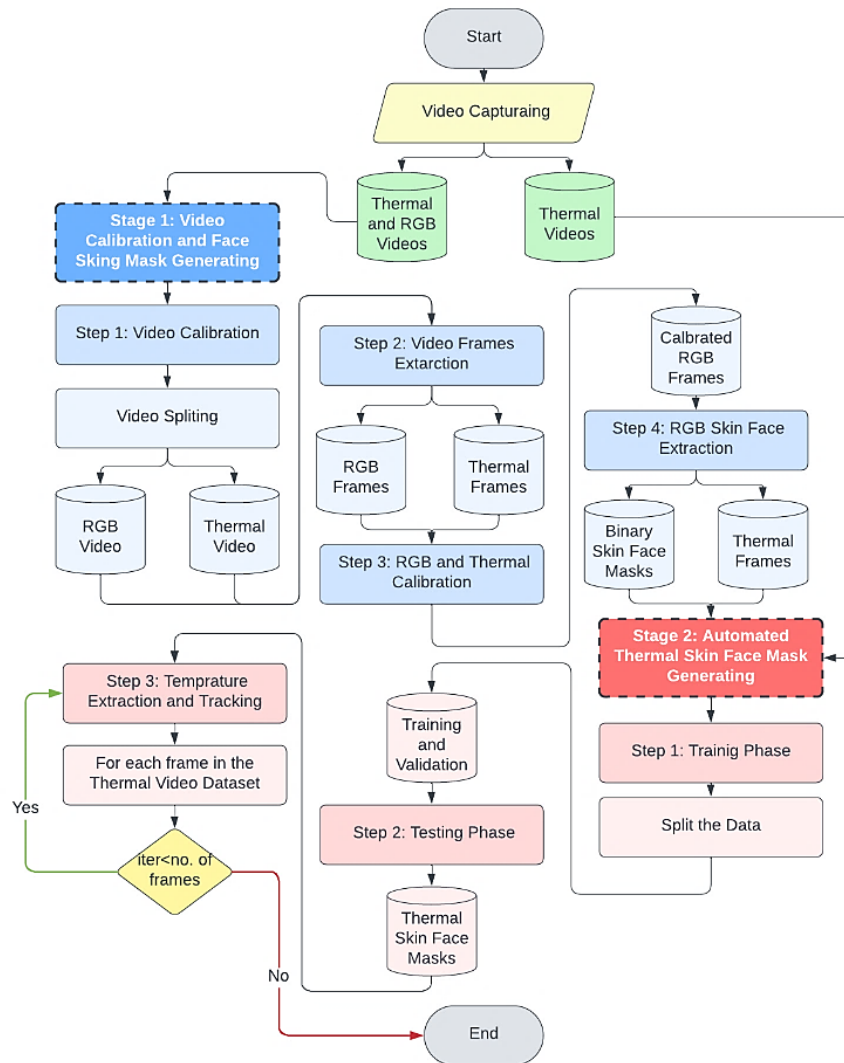 Start
Video Capturaing
Thermal
and RGB
Videos
Thermal
Videos
Stage 1: Video
Calibration and Face
Sking Mask Generating
Step 1: Video Calibration
Video Spliting
RGB
Video
Thermal
Video
Step 2: Video Frames
Extarction
RGB
Frames
Thermal
Frames
Step 3: RGB and Thermal
Calibration
Calbrated
RGB
Frames
Step 4: RGB Skin Face
Extraction
Binary
Skin Face
Masks
Thermal
Frames
Stage 2: Automated
Thermal Skin Face Mask
Generating
Step 1: Trainig Phase
Split the Data
Training
and
Validation
Step 2: Testing Phase
Thermal
Skin Face
Masks
Step 3: Temprature
Extraction and Tracking
For each frame in the
Thermal Video Dataset
iter<no. of
frames
Yes
No
End